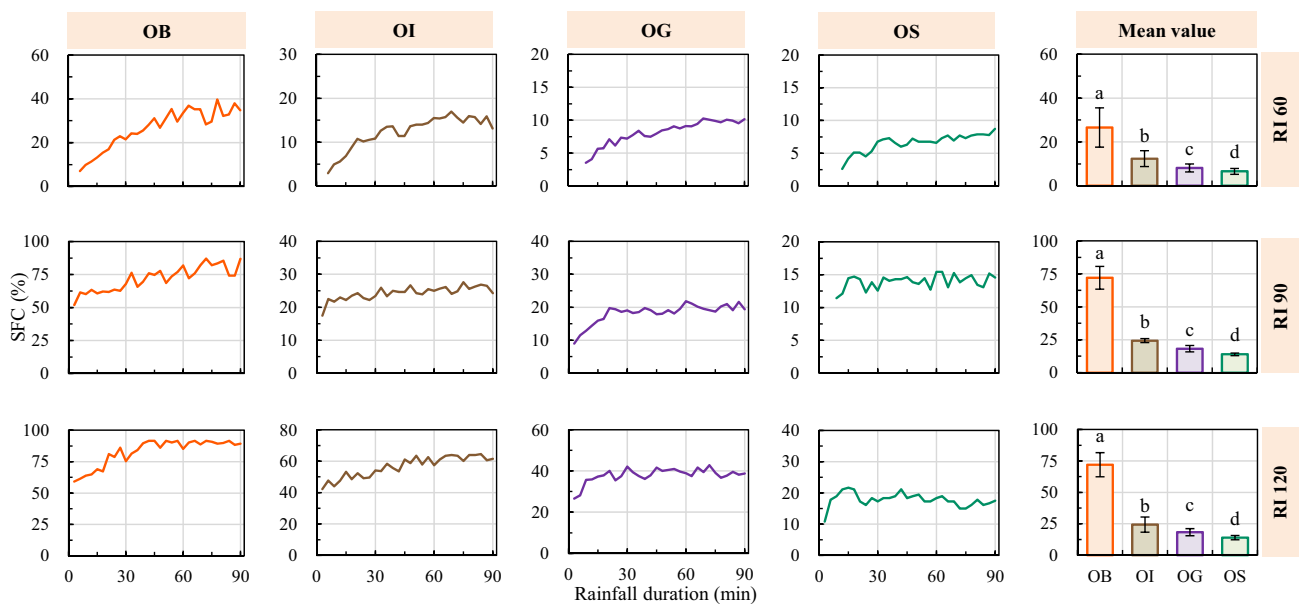 OB OI OG OS Mean value
60 30 20 20 60
a
40 20 15 15 40
b
10 10
20 10 c d 20
5 5
0 0 0 0 0
RI 60
100 40 40 20 100
a
75 30 30 15 75
50 20 20 10 50
b c d
25 10 10 5 25
0 0 0 0 0
RI 90
SFC (%)
100 80 60 40 100
a
75 60 30 75
40
50 40 20 50
b c d
20
25 20 10 25
0 0 0 0 0
RI 120
0 30 60 90 0 30 60 90 0 30 60 90 0 30 60 90 OB OI OG OS
Rainfall duration (min)